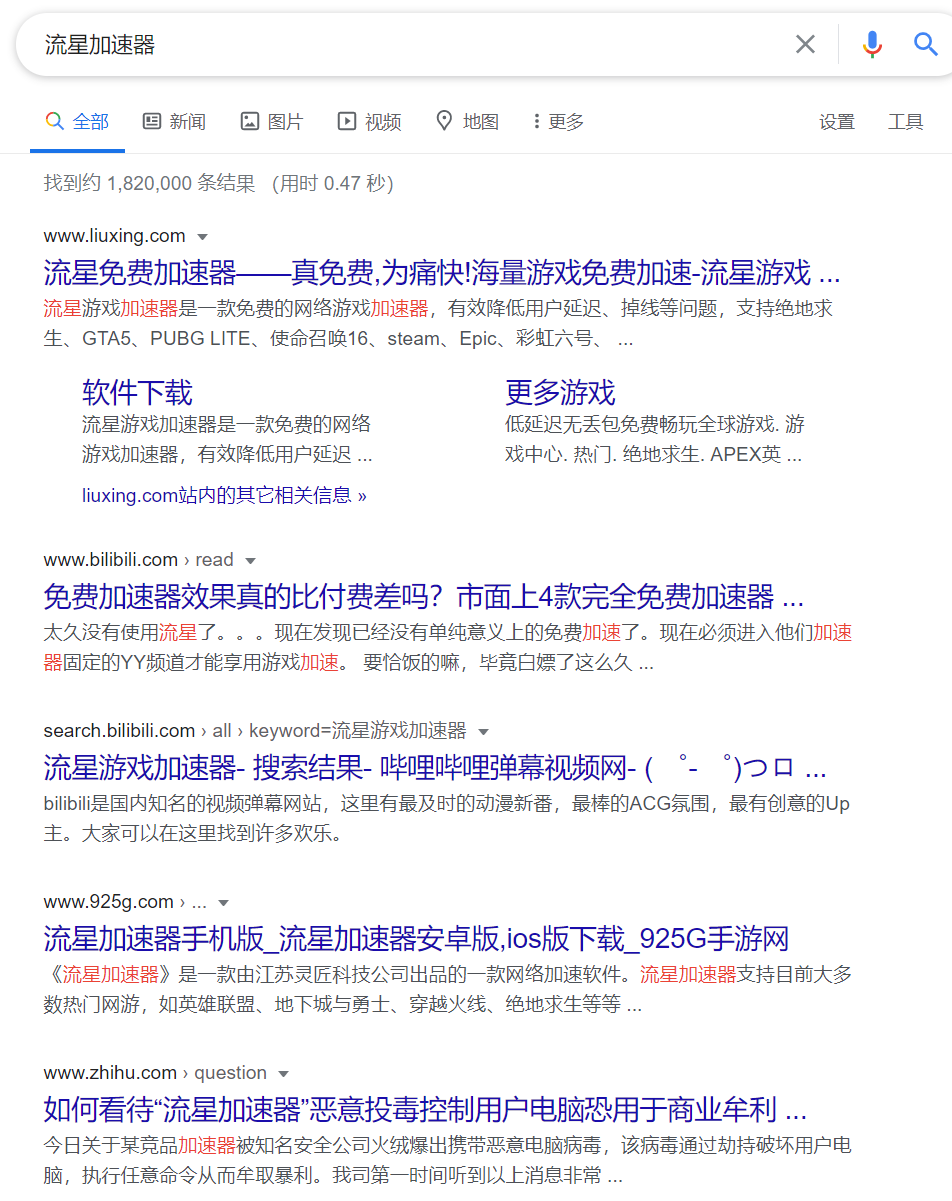 流星加速器
全部 新闻 图片 视频 地图 更多 设置 工具
找到约 1,820,000 条结果 （用时 0.47 秒）
www.liuxing.com
流星免费加速器——真免费,为痛快!海量游戏免费加速-流星游戏 ...
流星游戏加速器是一款免费的网络游戏加速器，有效降低用户延迟、掉线等问题，支持绝地求
生、GTA5、PUBG LITE、使命召唤16、steam、Epic、彩虹六号、 ...
软件下载
流星游戏加速器是一款免费的网络
游戏加速器，有效降低用户延迟 ...
更多游戏
低延迟无丢包免费畅玩全球游戏. 游
戏中心. 热门. 绝地求生. APEX英 ...
liuxing.com站内的其它相关信息 »
www.bilibili.com › read
免费加速器效果真的比付费差吗？市面上4款完全免费加速器 ...
太久没有使用流星了。。。现在发现已经没有单纯意义上的免费加速了。现在必须进入他们加速
器固定的YY频道才能享用游戏加速。 要恰饭的嘛，毕竟白嫖了这么久 ...
search.bilibili.com › all › keyword=流星游戏加速器
流星游戏加速器- 搜索结果- 哔哩哔哩弹幕视频网- ( ゜- ゜)つロ ...
bilibili是国内知名的视频弹幕网站，这里有最及时的动漫新番，最棒的ACG氛围，最有创意的Up
主。大家可以在这里找到许多欢乐。
www.925g.com › ...
流星加速器手机版_流星加速器安卓版,ios版下载_925G手游网
《流星加速器》是一款由江苏灵匠科技公司出品的一款网络加速软件。流星加速器支持目前大多
数热门网游，如英雄联盟、地下城与勇士、穿越火线、绝地求生等等 ...
www.zhihu.com › question
如何看待“流星加速器”恶意投毒控制用户电脑恐用于商业牟利 ...
今日关于某竞品加速器被知名安全公司火绒爆出携带恶意电脑病毒，该病毒通过劫持破坏用户电
脑，执行任意命令从而牟取暴利。我司第一时间听到以上消息非常 ...